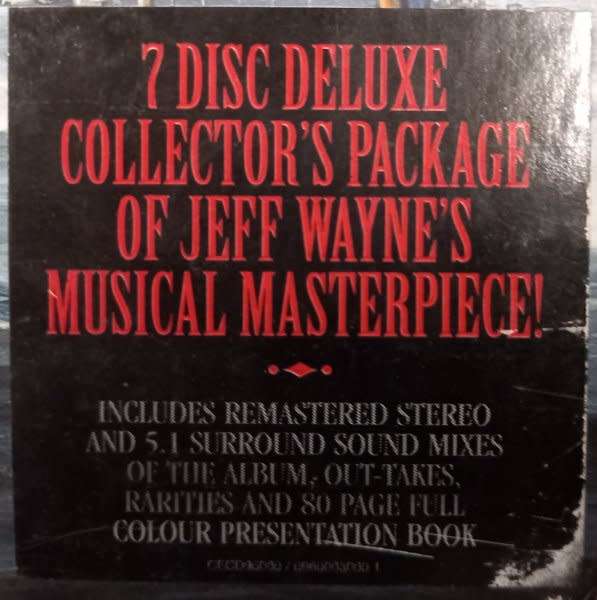 7 DISC DELUXE
COLLECTOR'S PACKAGE
OF JEFF WAYNE'S
MUSICAL MASTERPIECE!
INCLUDES REMASTERED STEREO
AND 5.1 SURROUND SOUND MIXES
OF THE ALBUM, OUT-TAKES,
RARITIES AND 80 PAGE FULL
COLOUR PRESENTATION BOOK